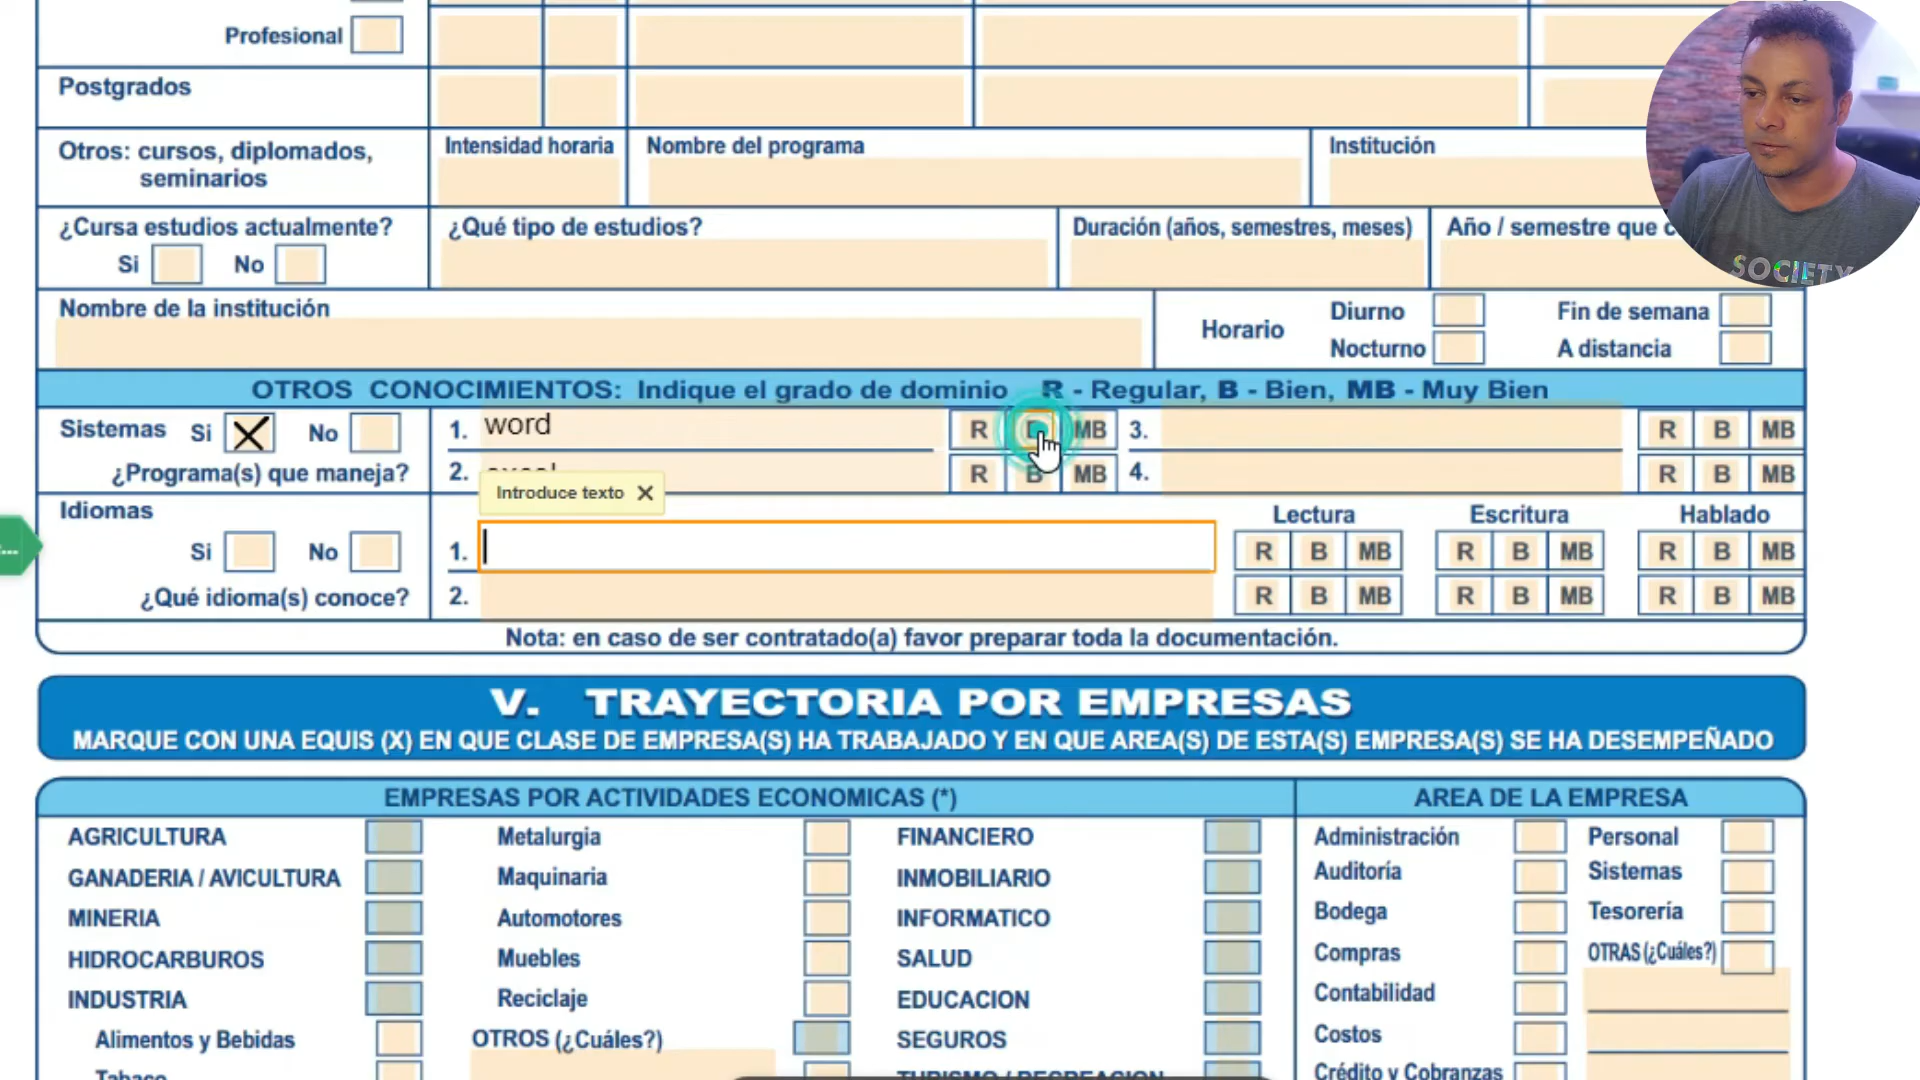 Profesional
Postgrados
Otros: cursos, diplomados, seminarios
Intensidad horaria
Nombre del programa
Institución
¿Cursa estudios actualmente?
Si No
¿Qué tipo de estudios?
Duración (años, semestres, meses)
Año / semestre que
SOCIETY
Nombre de la institución
Horario
Diurno
Fin de semana
Nocturno
A distancia
OTROS CONOCIMIENTOS: Indique el grado de dominio R - Regular, B - Bien, MB - Muy Bien
Sistemas Si No
¿Programa(s) que maneja?
1. word R MB 3. R B MB
2. excel R B MB 4. R B MB
Introduce texto
Idiomas
Si No
¿Qué idioma(s) conoce?
Lectura Escritura Hablado
1. R B MB R B MB R B MB
2. R B MB R B MB R B MB
Nota: en caso de ser contratado(a) favor preparar toda la documentación.
V. TRAYECTORIA POR EMPRESAS
MARQUE CON UNA EQUIS (X) EN QUE CLASE DE EMPRESA(S) HA TRABAJADO Y EN QUE AREA(S) DE ESTA(S) EMPRESA(S) SE HA DESEMPEÑADO
EMPRESAS POR ACTIVIDADES ECONOMICAS (*)
AREA DE LA EMPRESA
AGRICULTURA
GANADERIA / AVICULTURA
MINERIA
HIDROCARBUROS
INDUSTRIA
Alimentos y Bebidas
Tabaco
Metalurgia
Maquinaria
Automotores
Muebles
Reciclaje
OTROS (¿Cuáles?)
FINANCIERO
INMOBILIARIO
INFORMATICO
SALUD
EDUCACION
SEGUROS
TURISMO / RECREACION
Administración
Auditoría
Bodega
Compras
Contabilidad
Costos
Crédito y Cobranzas
Personal
Sistemas
Tesorería
OTRAS (¿Cuáles?)